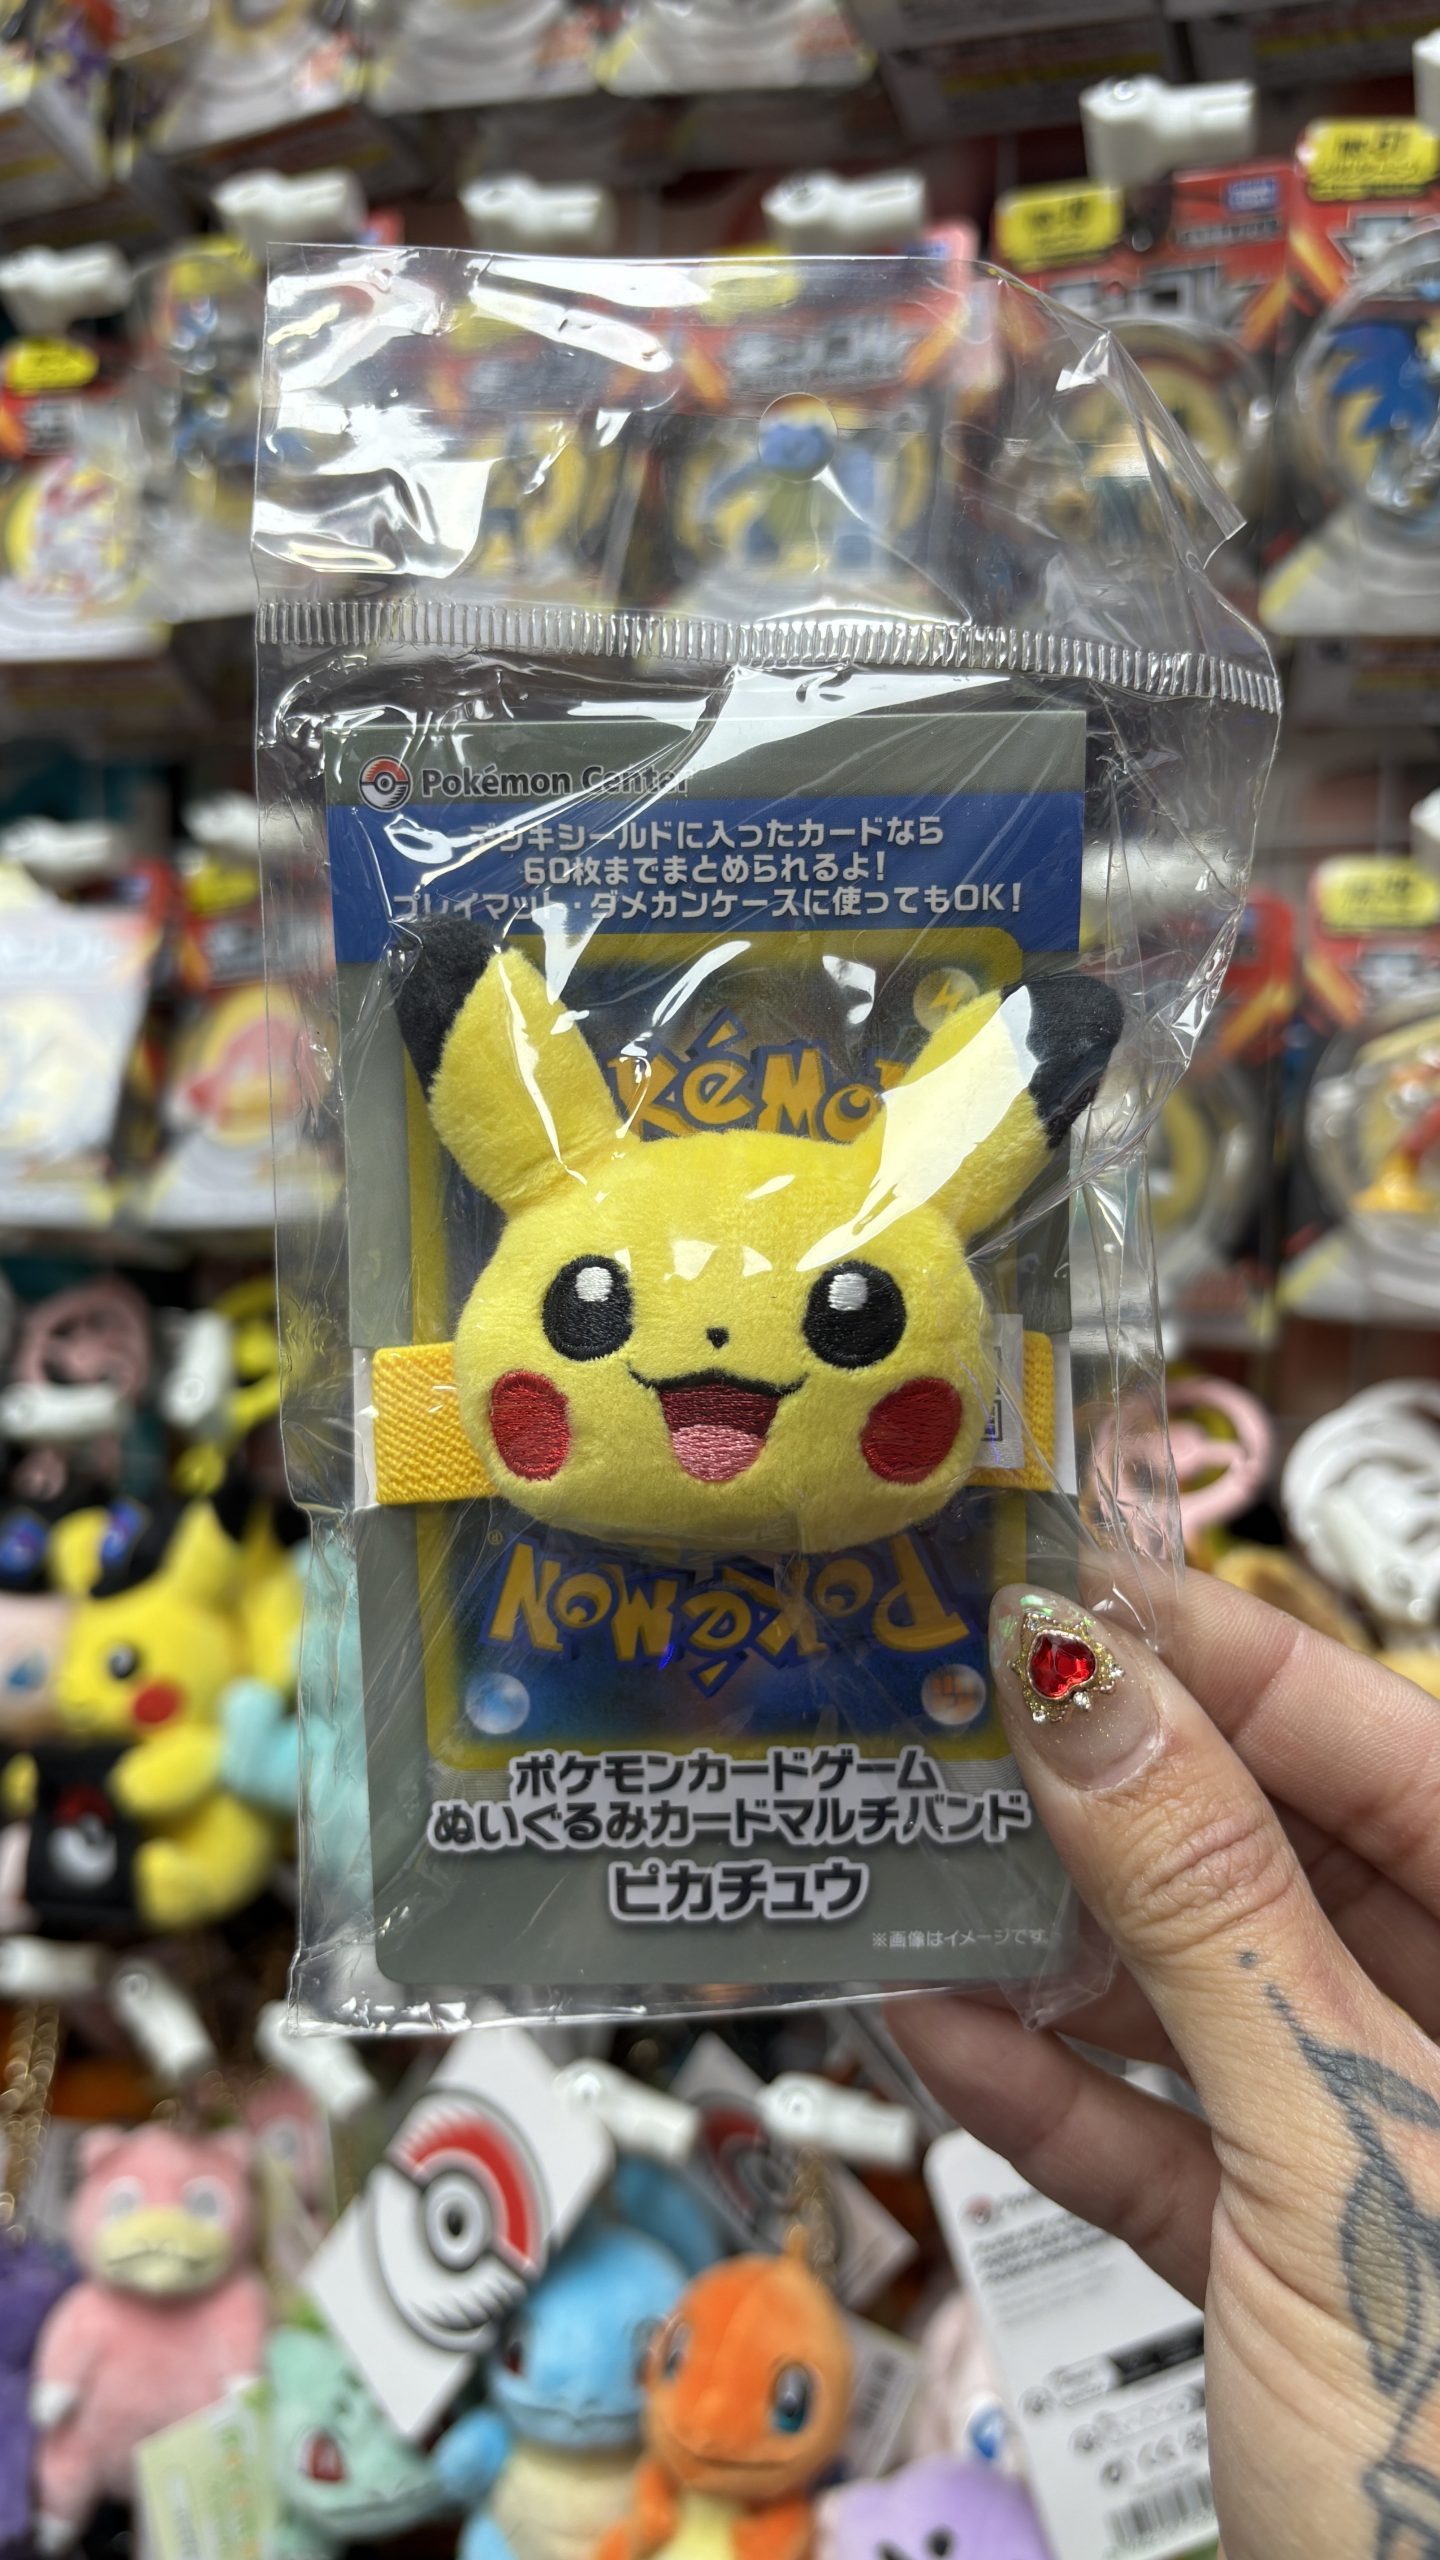 Pokémon Center
デッキシールドに入ったカードなら
60枚までまとめられるよ!
プレイマット・ダメカンケースに使ってもOK!
POKéMON
ポケモンカードゲーム
ぬいぐるみカードマルチバンド
ピカチュウ
※画像はイメージです。